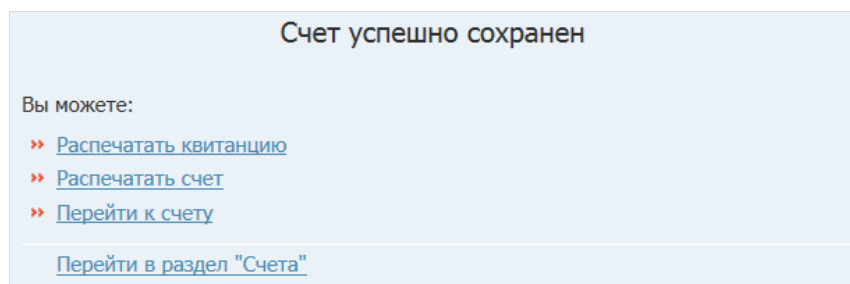 Счет успешно сохранен
Вы можете:
Распечатать квитанцию
Распечатать счет
Перейти к счету
Перейти в раздел "Счета"